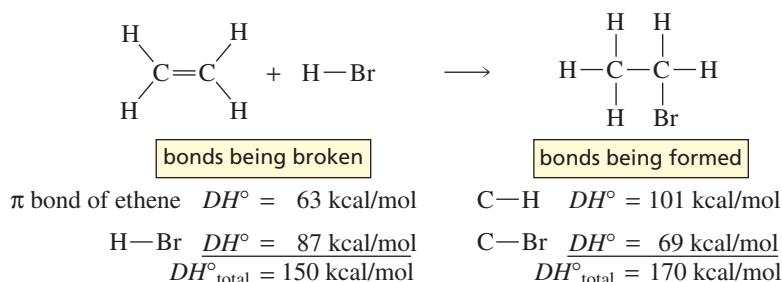 H H H H
C=C + H—Br ⟶ H—C—C—H
H H H Br
bonds being broken bonds being formed
π bond of ethene DH° = 63 kcal/mol C—H DH° = 101 kcal/mol
H—Br DH° = 87 kcal/mol C—Br DH° = 69 kcal/mol
DH°total = 150 kcal/mol DH°total = 170 kcal/mol